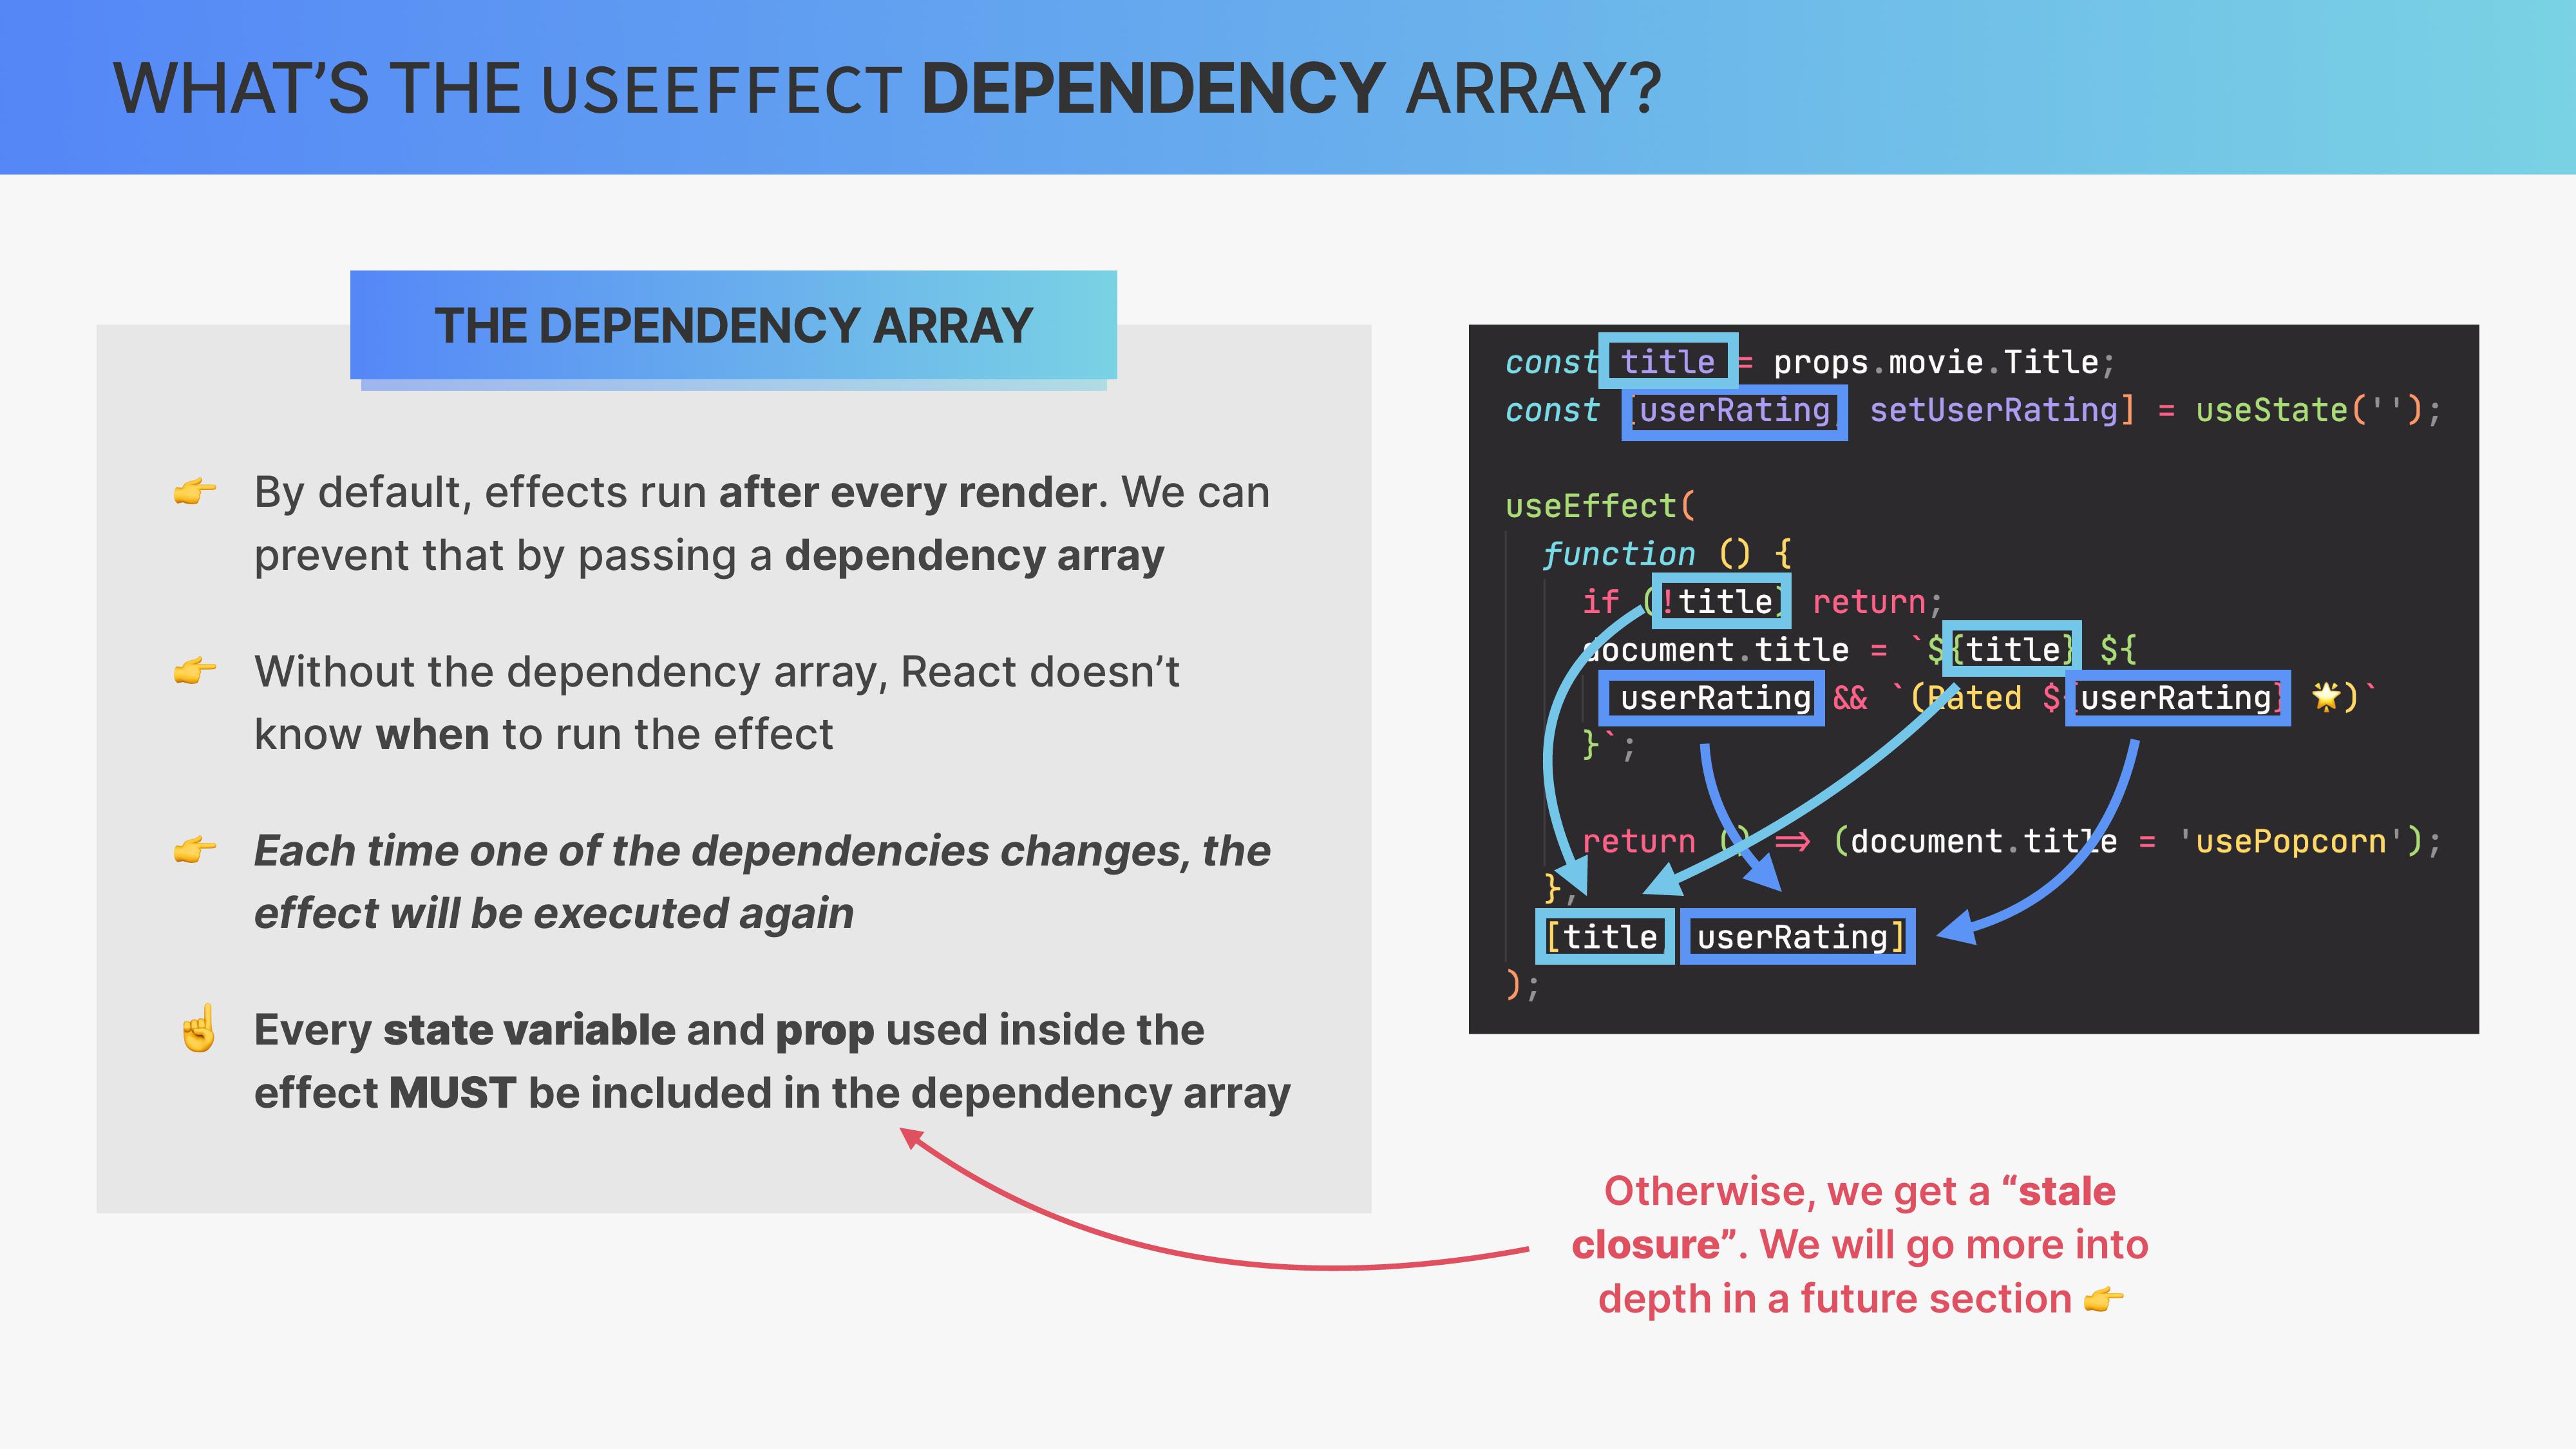 WHAT’S THE USEEFFECT DEPENDENCY ARRAY?
THE DEPENDENCY ARRAY
👉 By default, effects run after every render. We can
prevent that by passing a dependency array
👉 Without the dependency array, React doesn’t
know when to run the effect
👉 Each time one of the dependencies changes, the
effect will be executed again
☝️ Every state variable and prop used inside the
effect MUST be included in the dependency array
const title = props.movie.Title;
const [userRating setUserRating] = useState('');
useEffect(
function () {
if (!title) return;
document.title = `${title} ${
userRating && `(Rated ${userRating} 🌟)`
}`;
return () => (document.title = 'usePopcorn');
},
[title userRating]
);
Otherwise, we get a “stale
closure”. We will go more into
depth in a future section 👉